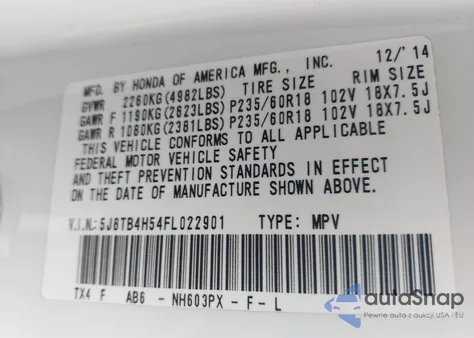 MFD. BY HONDA OF AMERICA MFG., INC. 12/'14
GVWR 2260KG(4982LBS) TIRE SIZE RIM SIZE
GAWR F 1190KG(2623LBS) P235/60R18 102V 18X7.5J
GAWR R 1080KG(2381LBS) P235/60R18 102V 18X7.5J
THIS VEHICLE CONFORMS TO ALL APPLICABLE
FEDERAL MOTOR VEHICLE SAFETY
AND THEFT PREVENTION STANDARDS IN EFFECT
ON THE DATE OF MANUFACTURE SHOWN ABOVE.
V.I.N.: 5J8TB4H54FL022901 TYPE: MPV
TX4 F AB6 - NH603PX - F - L
autoSnap
Pewne auta z aukcji USA i EU